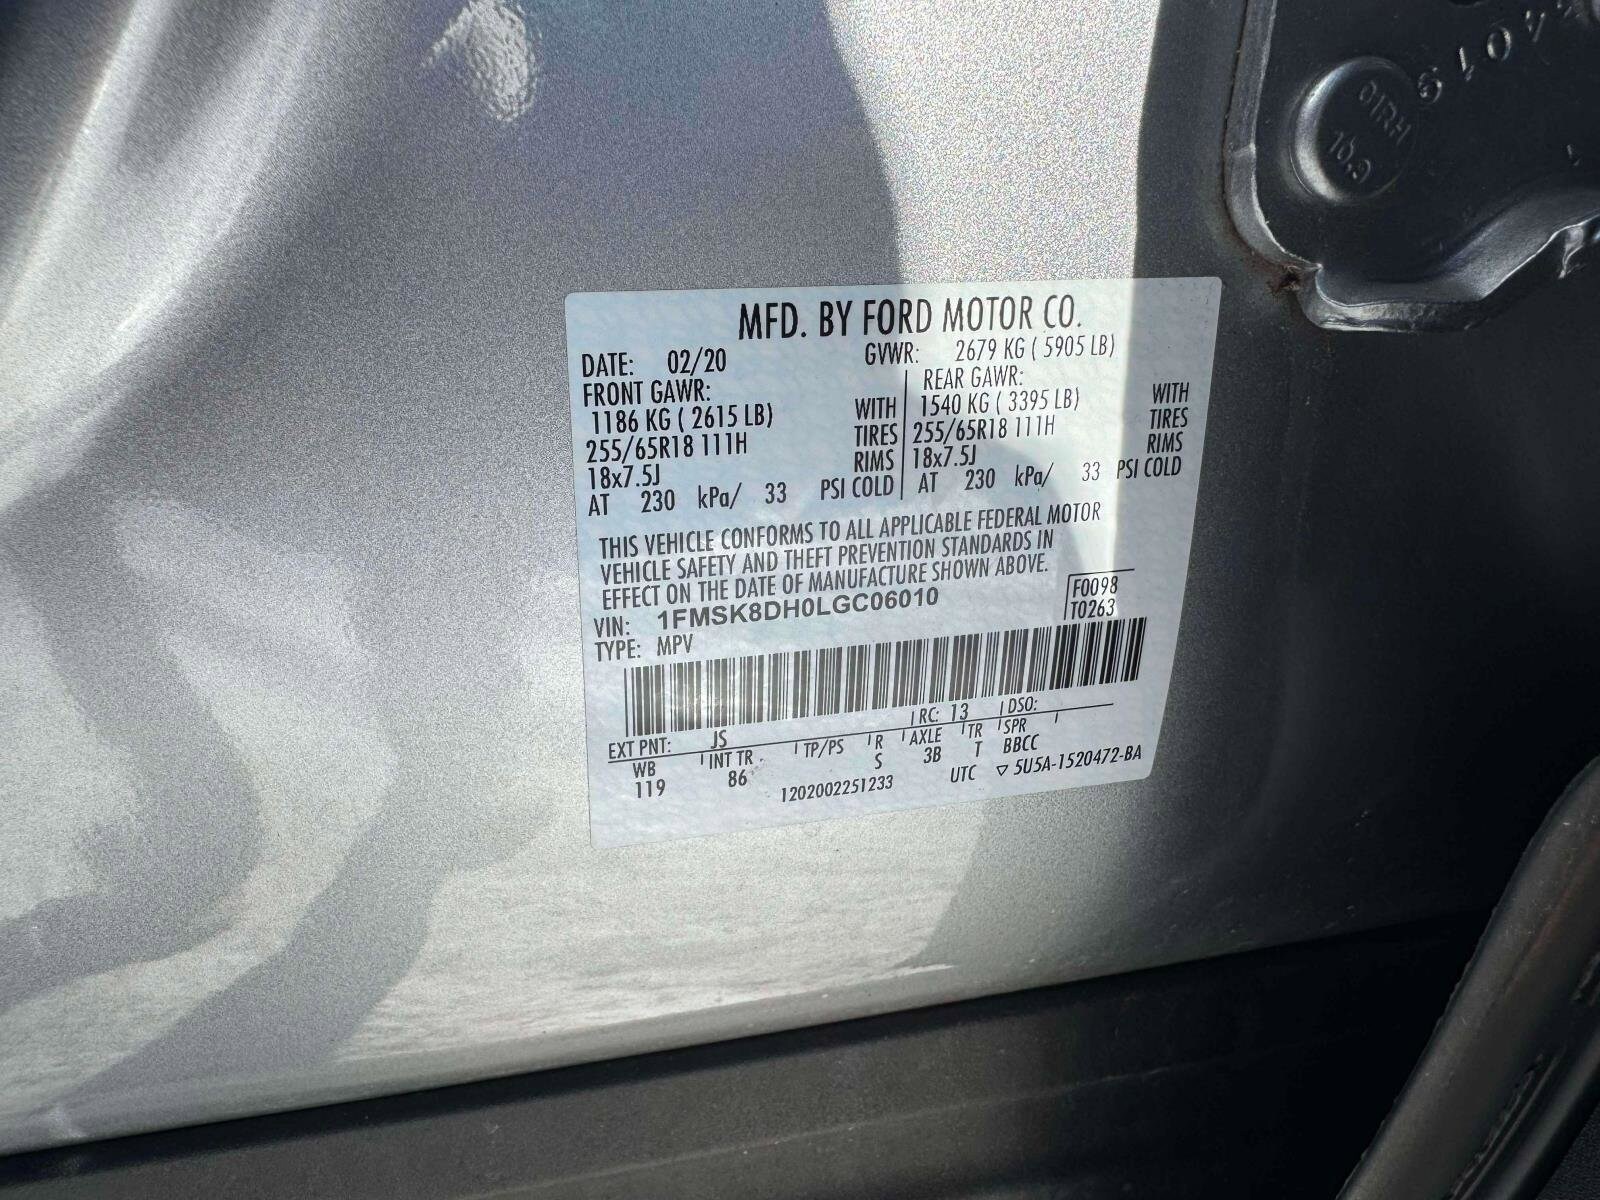 44019
01RH
10.9
MFD. BY FORD MOTOR CO.
DATE: 02/20 GVWR: 2679 KG ( 5905 LB)
FRONT GAWR: REAR GAWR:
1186 KG ( 2615 LB) WITH 1540 KG ( 3395 LB) WITH
255/65R18 111H TIRES 255/65R18 111H TIRES
18x7.5J RIMS 18x7.5J RIMS
AT 230 kPa/ 33 PSI COLD AT 230 kPa/ 33 PSI COLD
THIS VEHICLE CONFORMS TO ALL APPLICABLE FEDERAL MOTOR
VEHICLE SAFETY AND THEFT PREVENTION STANDARDS IN
EFFECT ON THE DATE OF MANUFACTURE SHOWN ABOVE.
VIN: 1FMSK8DH0LGC06010 F0098
TYPE: MPV T0263
EXT PNT: JS RC: 13 DSO:
WB INT TR TP/PS R AXLE TR SPR
119 86 S 3B T BBCC
1202002251233 UTC ▽ 5U5A-1520472-BA